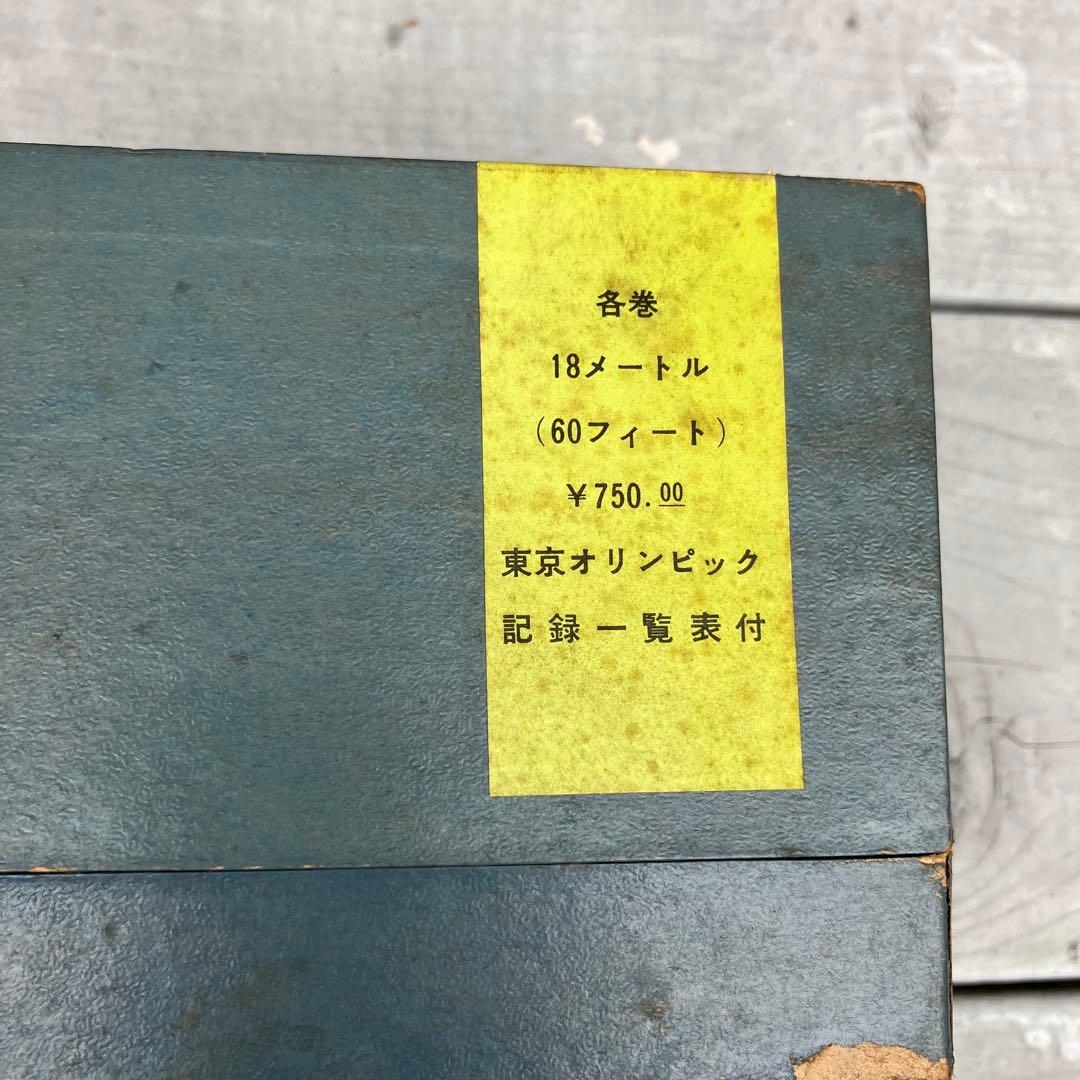 各巻
18メートル
(60フィート)
¥750.00
東京オリンピック
記録一覧表付